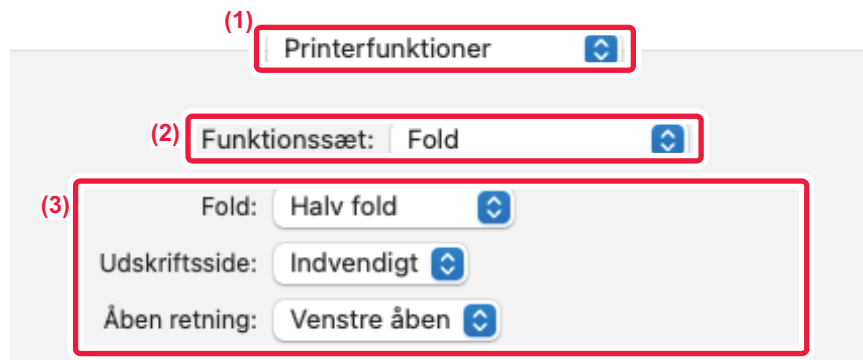 (1)
Printerfunktioner
(2) Funktionssæt: Fold
(3) Fold: Halv fold
Udskriftsside: Indvendigt
Åben retning: Venstre åben